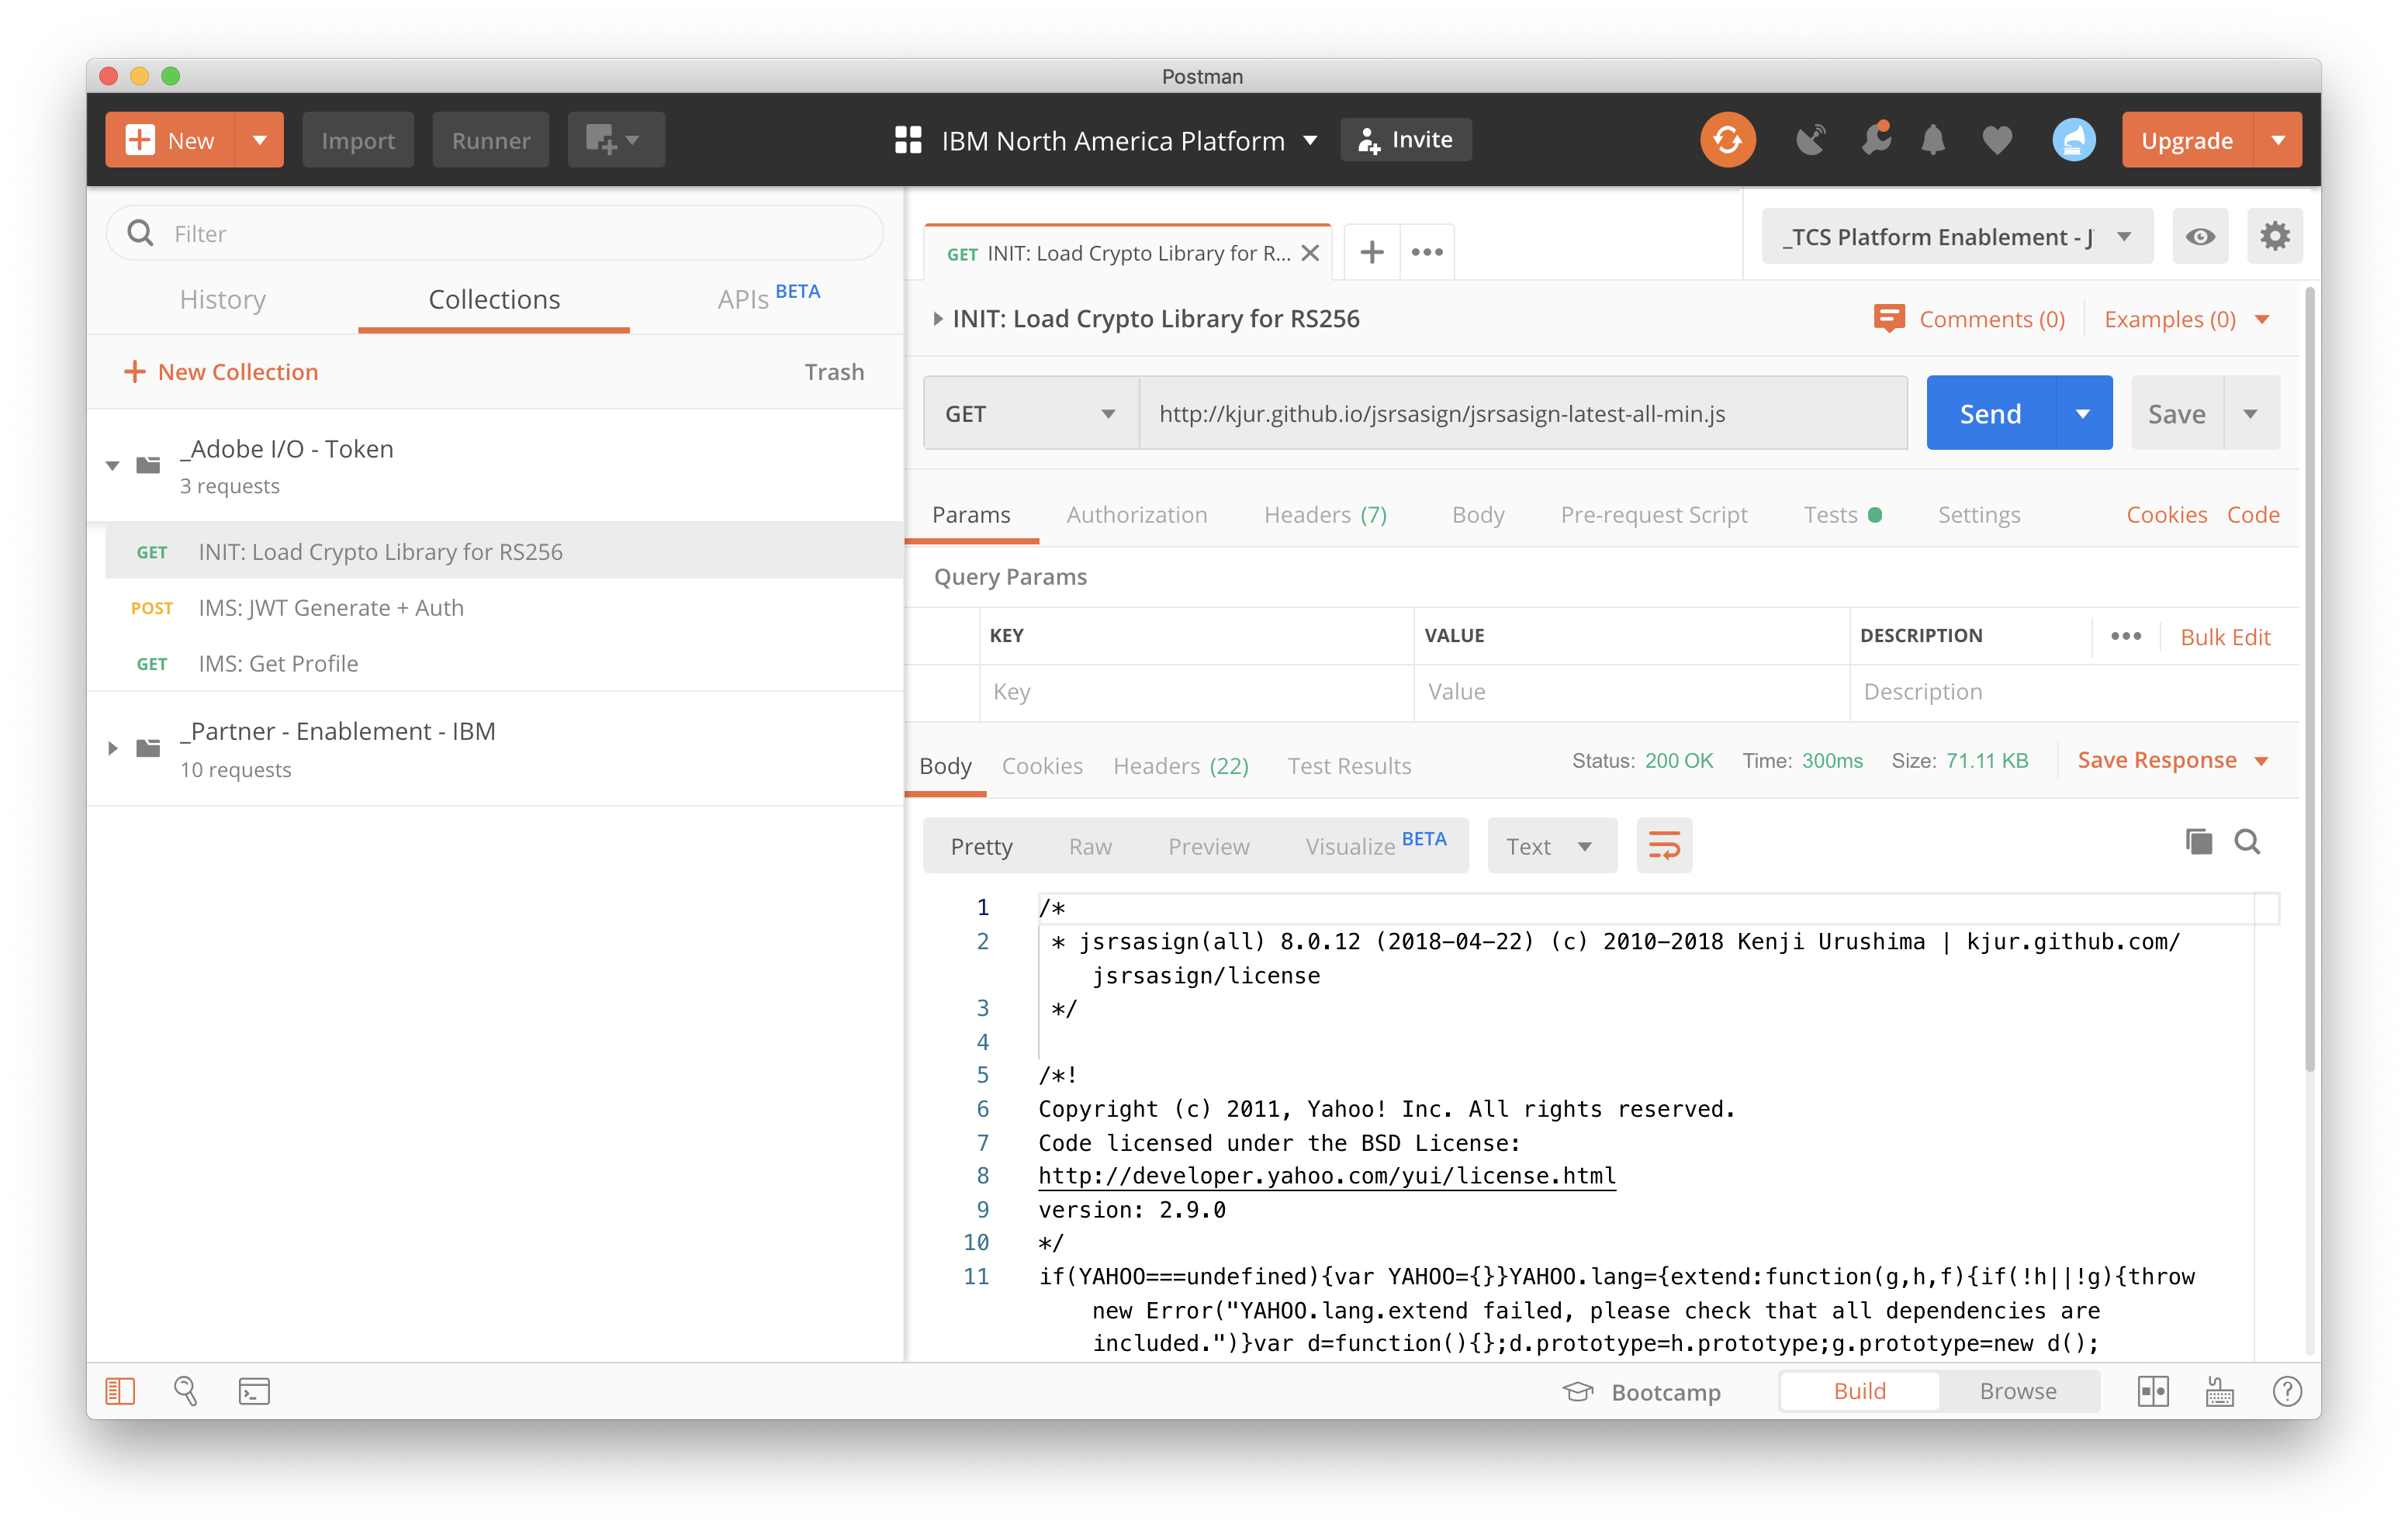 Postman
New
Import
Runner
IBM North America Platform
Invite
Upgrade
Filter
History
Collections
APIs BETA
New Collection
Trash
_Adobe I/O - Token
3 requests
GET INIT: Load Crypto Library for RS256
POST IMS: JWT Generate + Auth
GET IMS: Get Profile
_Partner - Enablement - IBM
10 requests
GET INIT: Load Crypto Library for R...
_TCS Platform Enablement - J
INIT: Load Crypto Library for RS256
Comments (0)
Examples (0)
GET
http://kjur.github.io/jsrsasign/jsrsasign-latest-all-min.js
Send
Save
Params
Authorization
Headers (7)
Body
Pre-request Script
Tests
Settings
Cookies
Code
Query Params
KEY
VALUE
DESCRIPTION
Bulk Edit
Key
Value
Description
Body
Cookies
Headers (22)
Test Results
Status: 200 OK
Time: 300ms
Size: 71.11 KB
Save Response
Pretty
Raw
Preview
Visualize BETA
Text
1 /*
2 * jsrsasign(all) 8.0.12 (2018-04-22) (c) 2010-2018 Kenji Urushima | kjur.github.com/
jsrsasign/license
3 */
4
5 /*!
6 Copyright (c) 2011, Yahoo! Inc. All rights reserved.
7 Code licensed under the BSD License:
8 http://developer.yahoo.com/yui/license.html
9 version: 2.9.0
10 */
11 if(YAHOO===undefined){var YAHOO={}}YAHOO.lang={extend:function(g,h,f){if(!h||!g){throw
new Error("YAHOO.lang.extend failed, please check that all dependencies are
included.")}var d=function(){};d.prototype=h.prototype;g.prototype=new d();
Bootcamp
Build
Browse